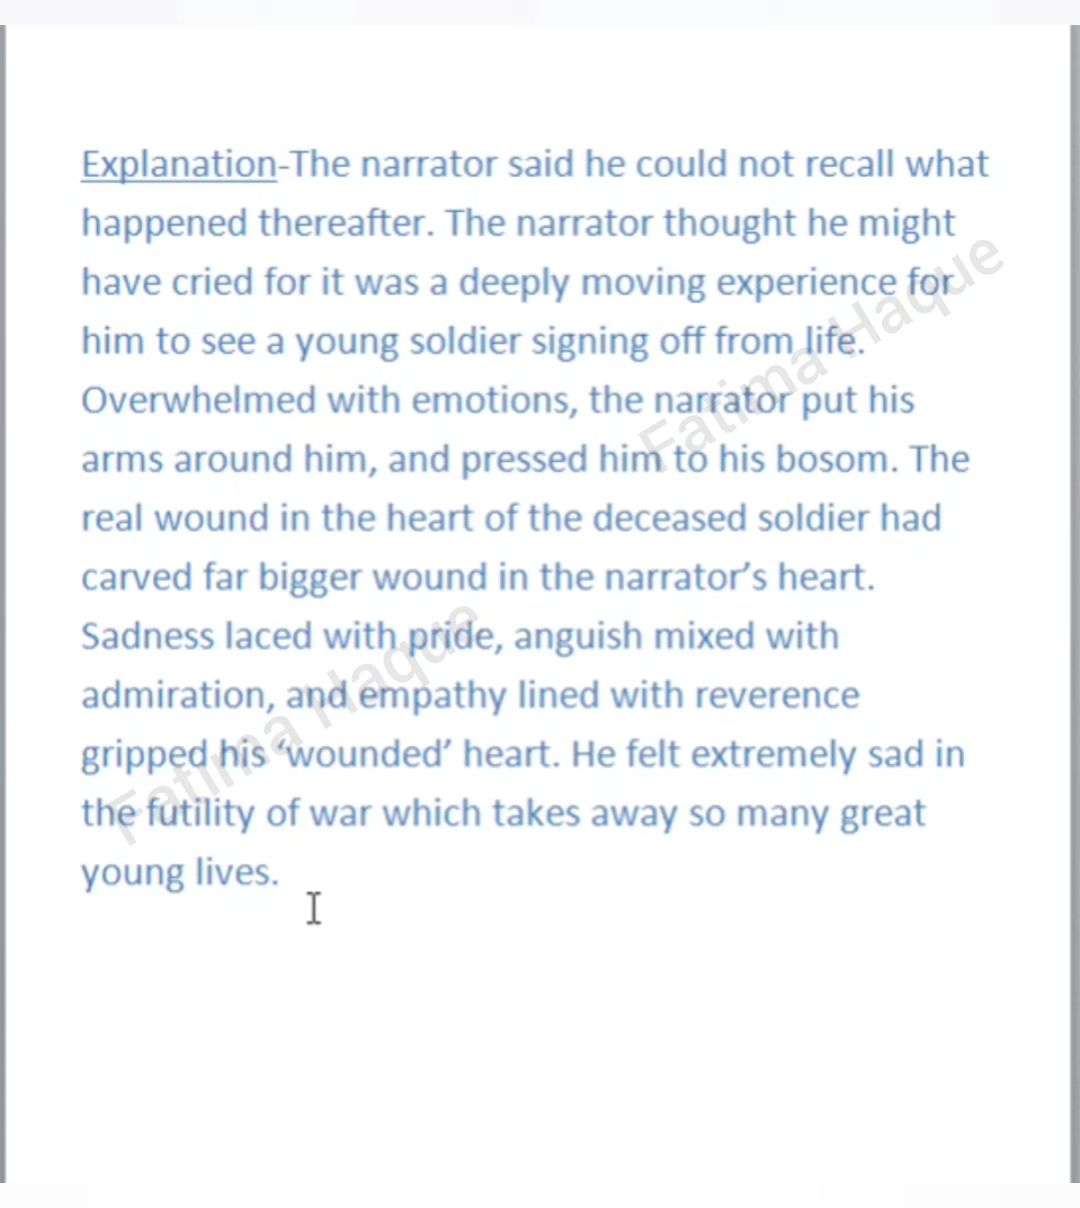 Explanation-The narrator said he could not recall what
happened thereafter. The narrator thought he might
have cried for it was a deeply moving experience for
him to see a young soldier signing off from life.
Overwhelmed with emotions, the narrator put his
arms around him, and pressed him to his bosom. The
real wound in the heart of the deceased soldier had
carved far bigger wound in the narrator's heart.
Sadness laced with pride, anguish mixed with
admiration, and empathy lined with reverence
gripped his ‘wounded’ heart. He felt extremely sad in
the futility of war which takes away so many great
young lives.
Fatima Haque
Fatima Haque